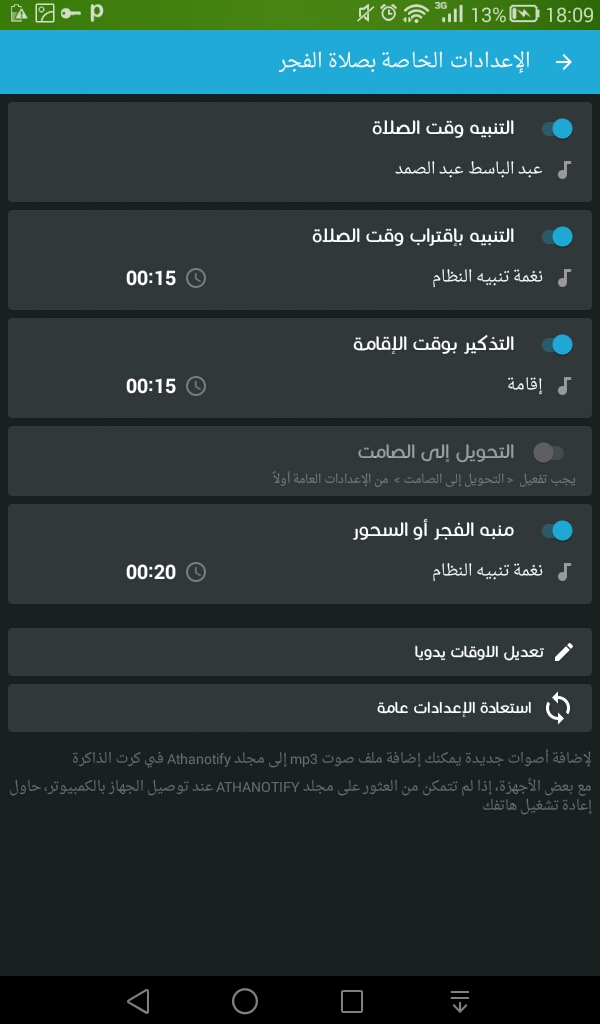 3G 13% 18:09
الإعدادات الخاصة بصلاة الفجر
التنبيه وقت الصلاة
عبد الباسط عبد الصمد
التنبيه بإقتراب وقت الصلاة
نغمة تنبيه النظام 00:15
التذكير بوقت الإقامة
إقامة 00:15
التحويل إلى الصامت
يجب تفعيل < التحويل إلى الصامت > من الإعدادات العامة أولاً
منبه الفجر أو السحور
نغمة تنبيه النظام 00:20
تعديل الاوقات يدويا
استعادة الإعدادات عامة
لإضافة أصوات جديدة يمكنك إضافة ملف صوت mp3 إلى مجلد Athanotify في كرت الذاكرة
مع بعض الأجهزة، إذا لم تتمكن من العثور على مجلد ATHANOTIFY عند توصيل الجهاز بالكمبيوتر، حاول
إعادة تشغيل هاتفك